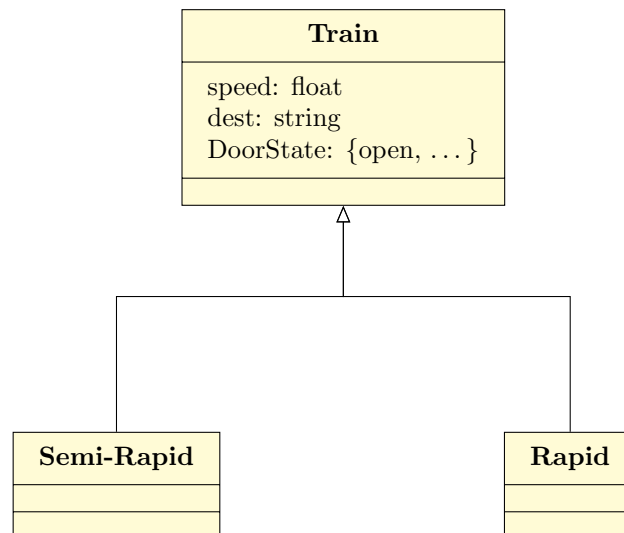 Train
speed: float
dest: string
DoorState: {open, ...}
Semi-Rapid
Rapid